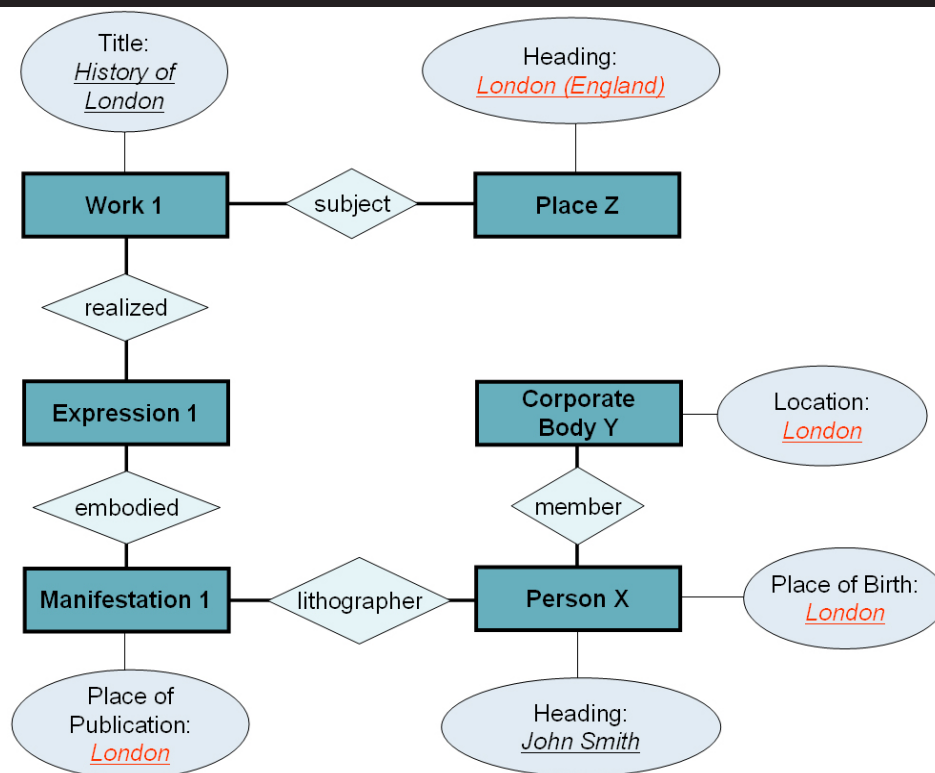 Title:
History of
London
Heading:
London (England)
Work 1
subject
Place Z
realized
Expression 1
Corporate
Body Y
Location:
London
embodied
member
Manifestation 1
lithographer
Person X
Place of Birth:
London
Place of
Publication:
London
Heading:
John Smith